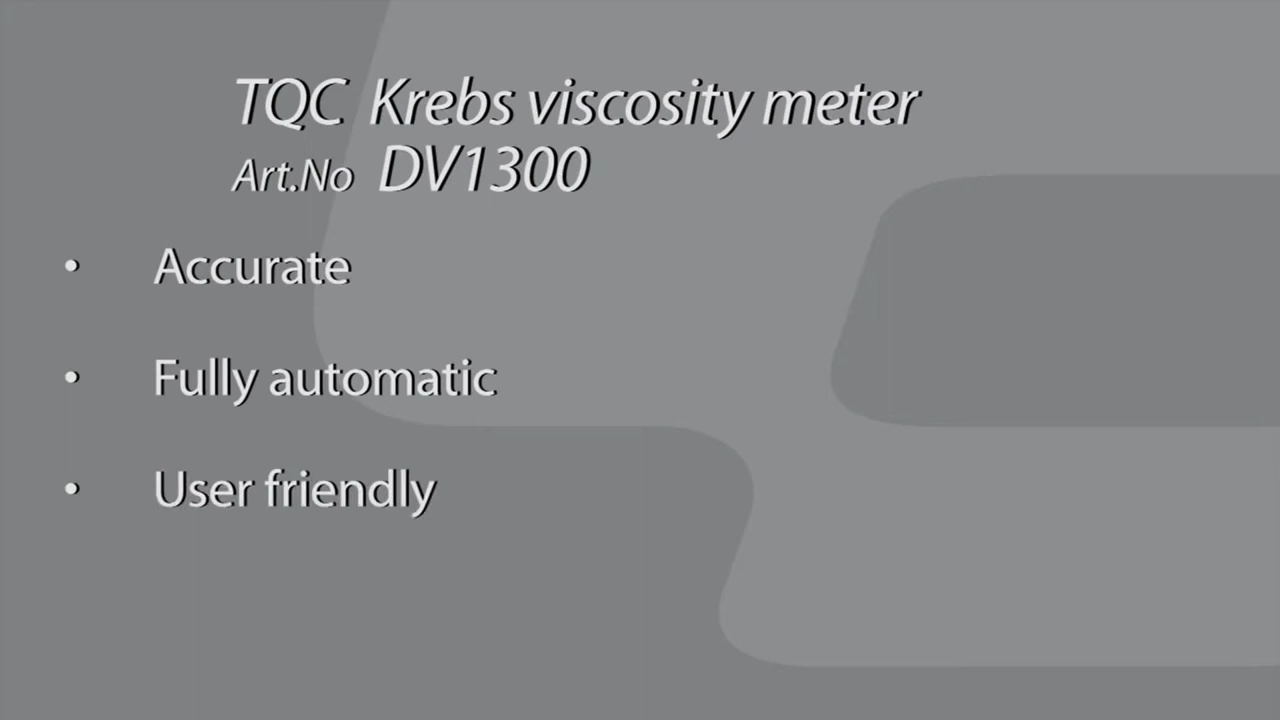 TQC Krebs viscosity meter
Art.No DV1300
• Accurate
• Fully automatic
• User friendly